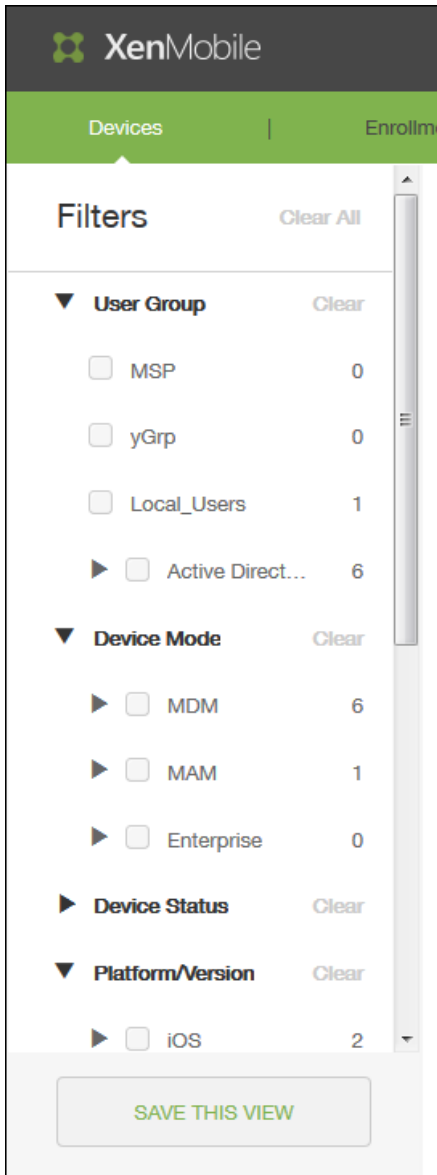 XenMobile
Devices | Enrollm
Filters Clear All
User Group Clear
MSP 0
yGrp 0
Local_Users 1
Active Direct... 6
Device Mode Clear
MDM 6
MAM 1
Enterprise 0
Device Status Clear
Platform/Version Clear
iOS 2
SAVE THIS VIEW